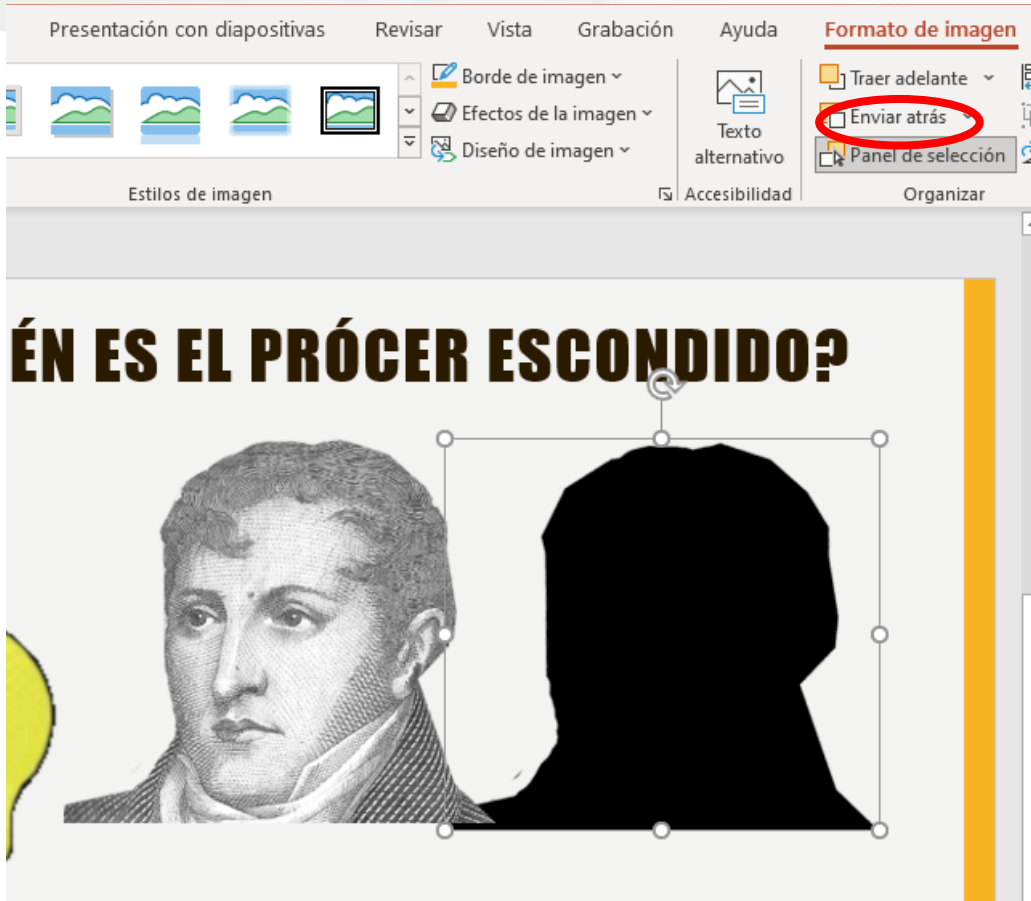 Presentación con diapositivas Revisar Vista Grabación Ayuda Formato de imagen
Borde de imagen
Efectos de la imagen
Diseño de imagen
Estilos de imagen
Texto
alternativo
Accesibilidad
Traer adelante
Enviar atrás
Panel de selección
Organizar
ÉN ES EL PRÓCER ESCONDIDO?